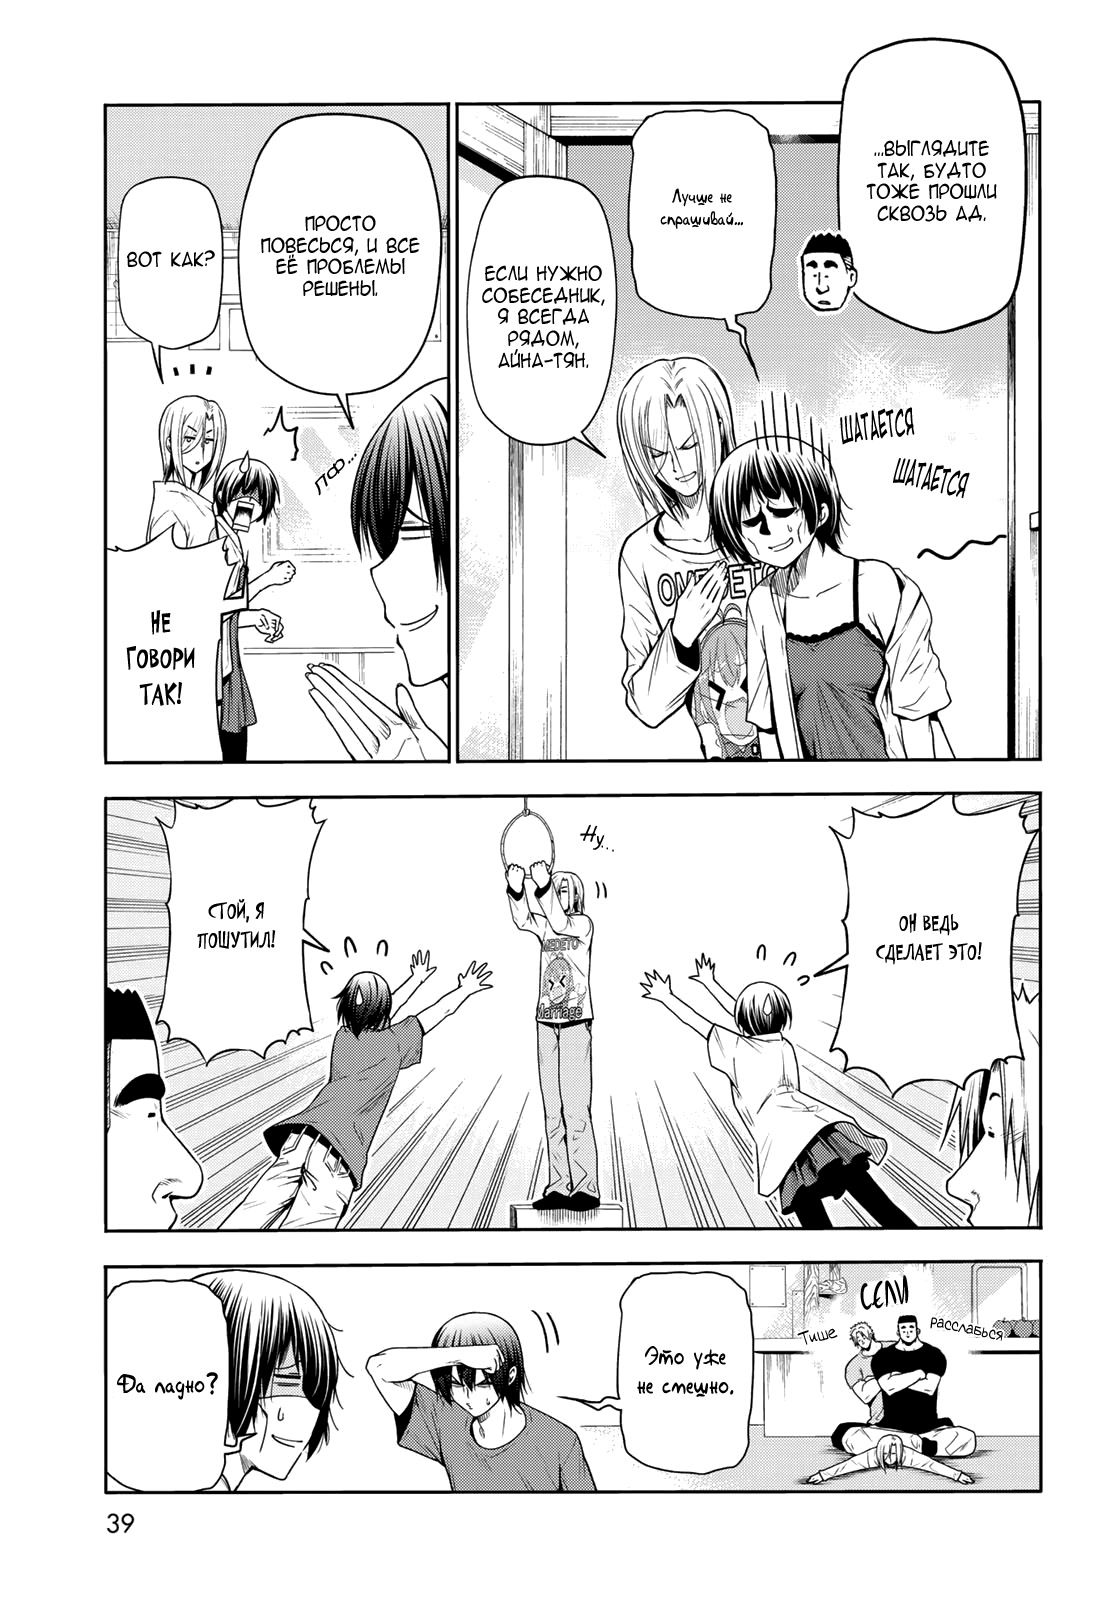 ...ВЫГЛЯДИТЕ
ТАК, БУДТО
ТОЖЕ ПРОШЛИ
СКВОЗЬ АД.
Лучше не
спрашивай...
ЕСЛИ НУЖНО
СОБЕСЕДНИК,
Я ВСЕГДА
РЯДОМ,
АЙНА-ТЯН.
ШАТАЕТСЯ
ШАТАЕТСЯ
OMEDETO
ПРОСТО
ПОВЕСЬСЯ, И ВСЕ
ЕЁ ПРОБЛЕМЫ
РЕШЕНЫ.
ВОТ КАК?
ПФ...
НЕ
ГОВОРИ
ТАК!
Ну...
ОН ВЕДЬ
СДЕЛАЕТ ЭТО!
СТОЙ, Я
ПОШУТИЛ!
OMEDETO
Marriage
СЕЛИ
Тише
расслабься
Это уже
не смешно.
Да ладно?
39